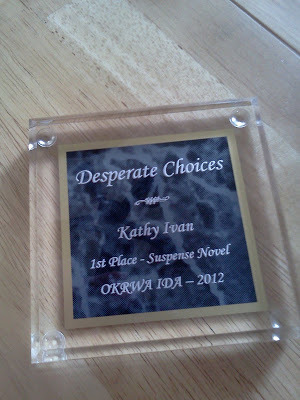 Desperate Choices
Kathy Ivan
1st Place - Suspense Novel
OKRWA IDA – 2012